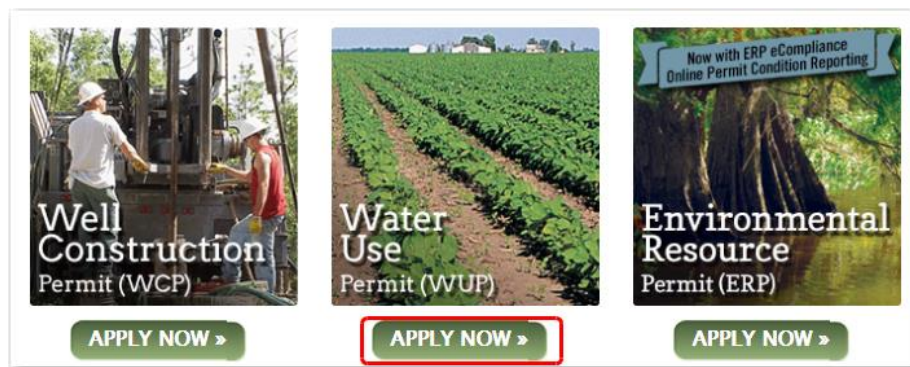 Well
Construction
Permit (WCP)
APPLY NOW »
Water
Use
Permit (WUP)
APPLY NOW »
Now with ERP eCompliance
Online Permit Condition Reporting
Environmental
Resource
Permit (ERP)
APPLY NOW »